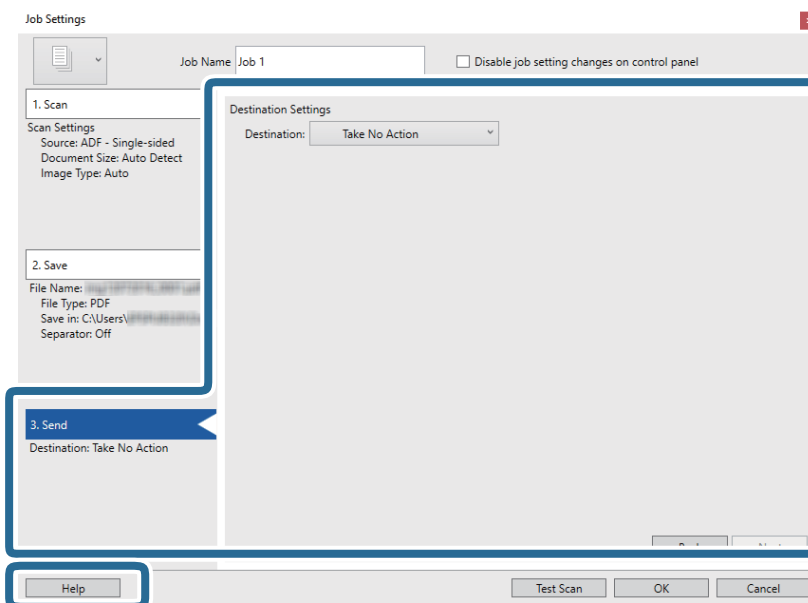 Job Settings
Job Name Job 1
Disable job setting changes on control panel
1. Scan
Scan Settings
Source: ADF - Single-sided
Document Size: Auto Detect
Image Type: Auto
2. Save
File Name:
File Type: PDF
Save in: C:\Users\
Separator: Off
3. Send
Destination: Take No Action
Destination Settings
Destination: Take No Action
Help
Test Scan
OK
Cancel